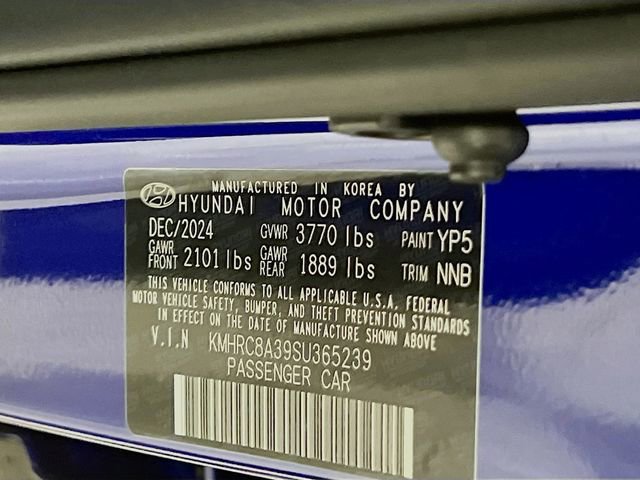 MANUFACTURED IN KOREA BY
HYUNDAI MOTOR COMPANY
DEC/2024 GVWR 3770 lbs PAINT YP5
GAWR FRONT 2101 lbs GAWR REAR 1889 lbs TRIM NNB
THIS VEHICLE CONFORMS TO ALL APPLICABLE U.S.A. FEDERAL
MOTOR VEHICLE SAFETY, BUMPER, AND THEFT PREVENTION STANDARDS
IN EFFECT ON THE DATE OF MANUFACTURE SHOWN ABOVE
V.I.N KMHRC8A39SU365239
PASSENGER CAR